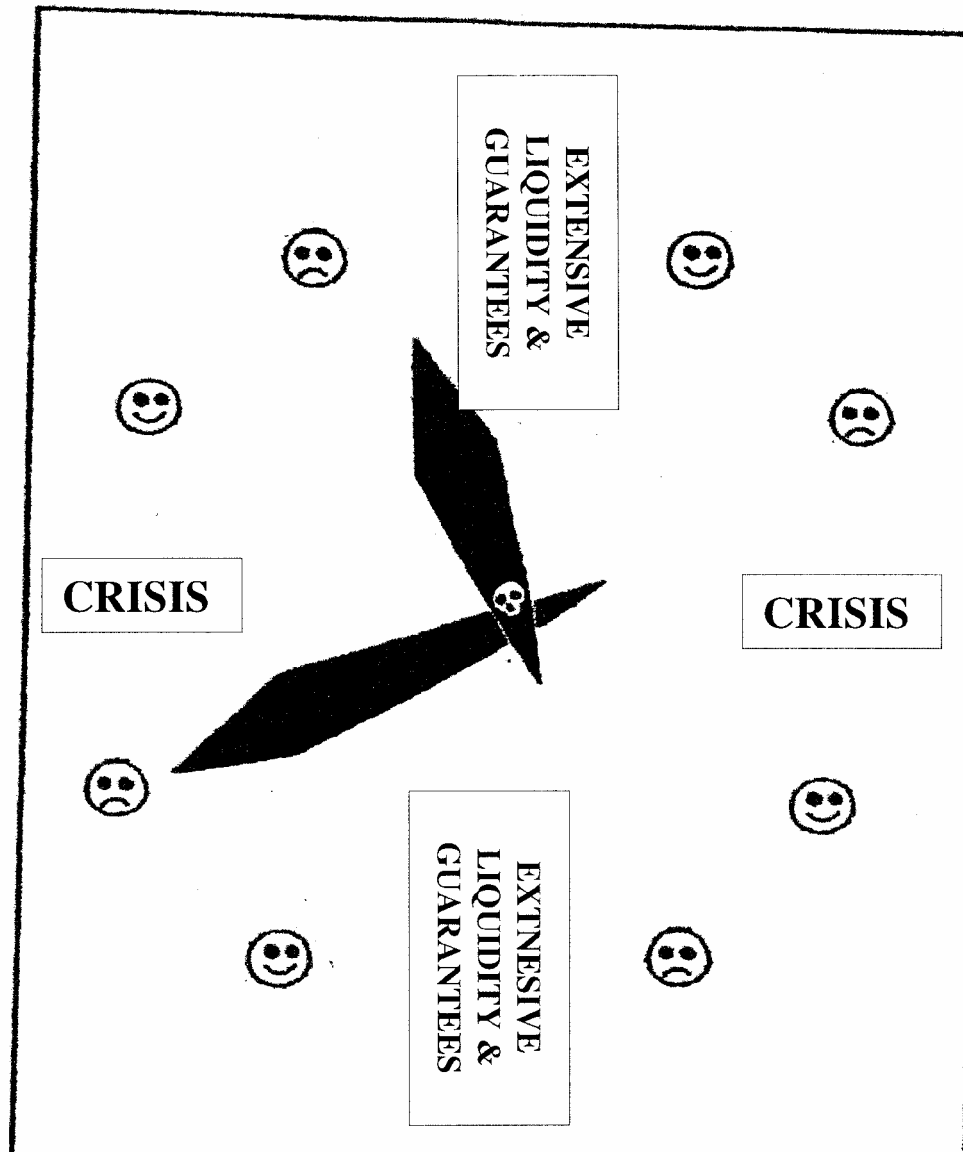 EXTENSIVE
LIQUIDITY &
GUARANTEES
CRISIS
CRISIS
EXTNESIVE
LIQUIDITY &
GUARANTEES